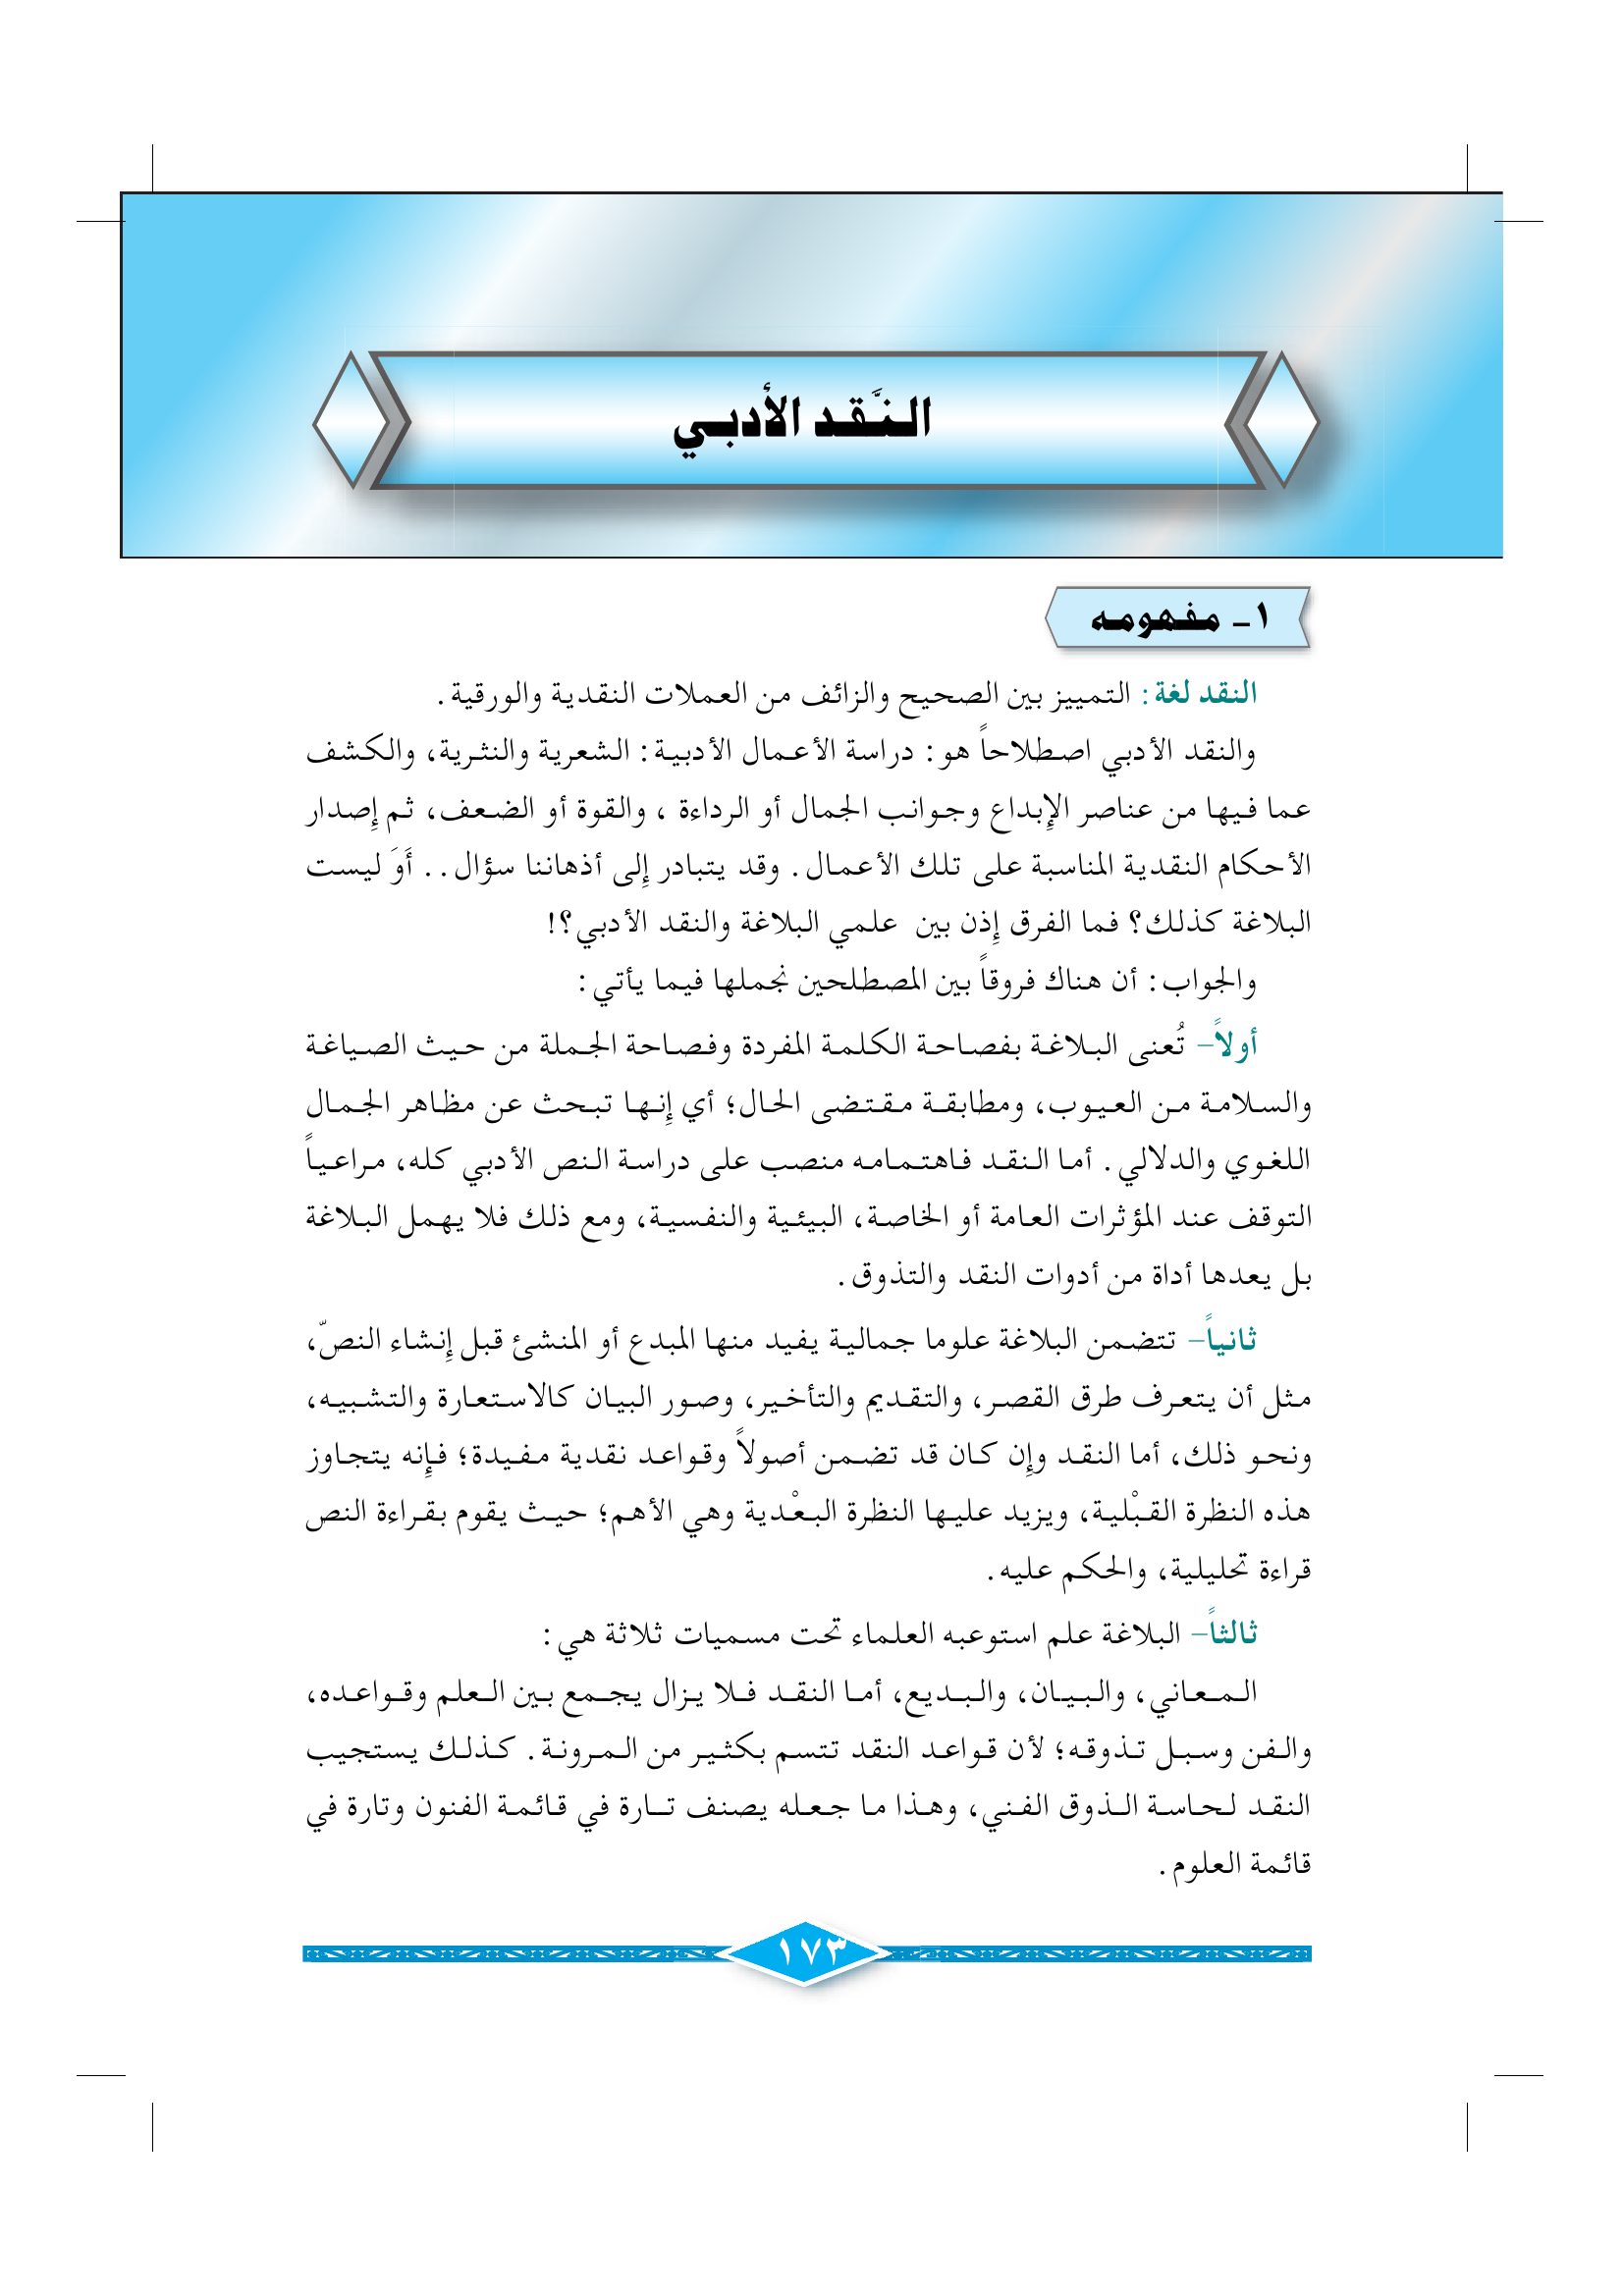 النَّقد الأدبي
١- مفهومه
النقد لغة: التمييز بين الصحيح والزائف من العملات النقدية والورقية.
والنقد الأدبي اصطلاحاً هو: دراسة الأعمال الأدبية: الشعرية والنثرية، والكشف
عما فيها من عناصر الإِبداع وجوانب الجمال أو الرداءة ، والقوة أو الضعف، ثم إِصدار
الأحكام النقدية المناسبة على تلك الأعمال. وقد يتبادر إِلى أذهاننا سؤال.. أَوَ ليست
البلاغة كذلك؟ فما الفرق إِذن بين علمي البلاغة والنقد الأدبي؟!
والجواب: أن هناك فروقاً بين المصطلحين نجملها فيما يأتي:
أولاً- تُعنى البلاغة بفصاحة الكلمة المفردة وفصاحة الجملة من حيث الصياغة
والسلامة من العيوب، ومطابقة مقتضى الحال؛ أي إِنها تبحث عن مظاهر الجمال
اللغوي والدلالي. أما النقد فاهتمامه منصب على دراسة النص الأدبي كله، مراعياً
التوقف عند المؤثرات العامة أو الخاصة، البيئية والنفسية، ومع ذلك فلا يهمل البلاغة
بل يعدها أداة من أدوات النقد والتذوق.
ثانياً- تتضمن البلاغة علوما جمالية يفيد منها المبدع أو المنشئ قبل إِنشاء النصّ،
مثل أن يتعرف طرق القصر، والتقديم والتأخير، وصور البيان كالاستعارة والتشبيه،
ونحو ذلك، أما النقد وإِن كان قد تضمن أصولاً وقواعد نقدية مفيدة؛ فإِنه يتجاوز
هذه النظرة القبْلية، ويزيد عليها النظرة البعْدية وهي الأهم؛ حيث يقوم بقراءة النص
قراءة تحليلية، والحكم عليه.
ثالثاً- البلاغة علم استوعبه العلماء تحت مسميات ثلاثة هي:
المعاني، والبيان، والبديع، أما النقد فلا يزال يجمع بين العلم وقواعده،
والفن وسبل تذوقه؛ لأن قواعد النقد تتسم بكثير من المرونة. كذلك يستجيب
النقد لحاسة الذوق الفني، وهذا ما جعله يصنف تارة في قائمة الفنون وتارة في
قائمة العلوم.
١٧٣